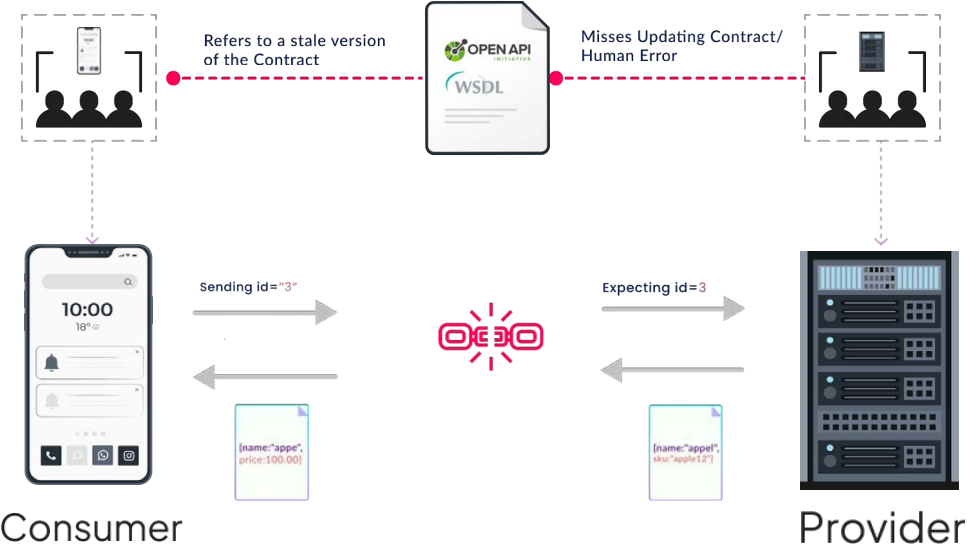 Refers to a stale version
of the Contract
OPEN API
INITIATIVE
WSDL
Misses Updating Contract/
Human Error
10:00
18°
Sending id="3"
Expecting id=3
{name:"appe",
price:100.00}
{name:"appel",
sku:"apple12"}
Consumer
Provider